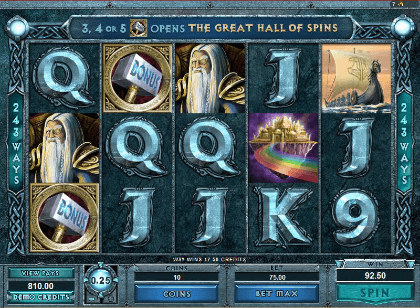 3, 4 OR 5 OPENS THE GREAT HALL OF SPINS
243 WAYS
243 WAYS
Q
BONUS
J
Q
Q
J
BONUS
J
J
K
9
WAY WINS 17.50 CREDITS
VIEW PAYS
810.00
DEMO CREDITS
0.25
COINS
10
COINS
BET
75.00
BET MAX
WIN
92.50
SPIN